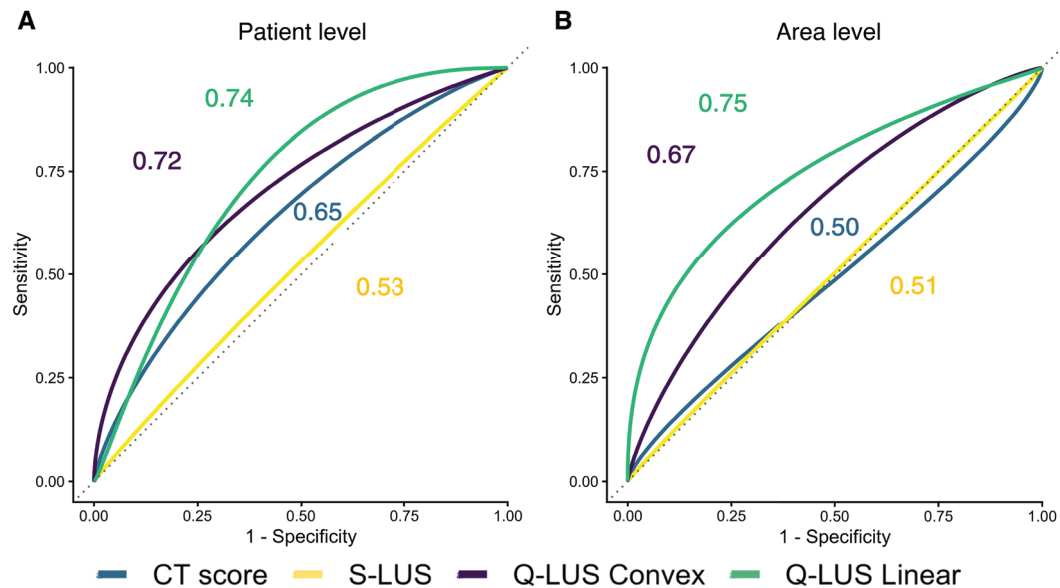 A
Patient level
1.00
0.75
0.50
0.25
0.00
Sensitivity
0.74
0.72
0.65
0.53
0.00 0.25 0.50 0.75 1.00
1 - Specificity
B
Area level
1.00
0.75
0.50
0.25
0.00
Sensitivity
0.75
0.67
0.50
0.51
0.00 0.25 0.50 0.75 1.00
1 - Specificity
CT score S-LUS Q-LUS Convex Q-LUS Linear